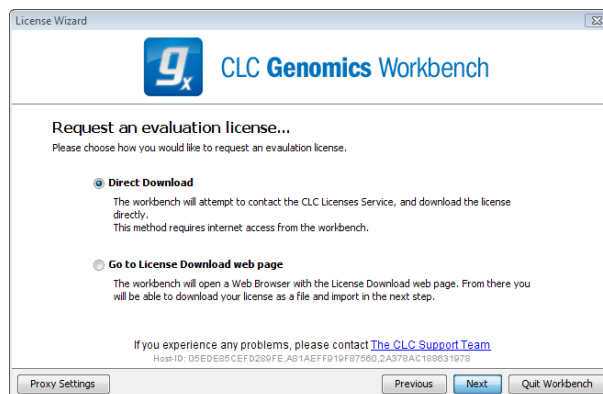 License Wizard
gx
CLC Genomics Workbench
Request an evaluation license...
Please choose how you would like to request an evaulation license.
Direct Download
The workbench will attempt to contact the CLC Licenses Service, and download the license
directly.
This method requires internet access from the workbench.
Go to License Download web page
The workbench will open a Web Browser with the License Download web page. From there you
will be able to download your license as a file and import in the next step.
If you experience any problems, please contact The CLC Support Team
Host-ID: 05EDE85CEFD289FE,A81AEFF919F87560,2A378AC188631978
Proxy Settings
Previous
Next
Quit Workbench